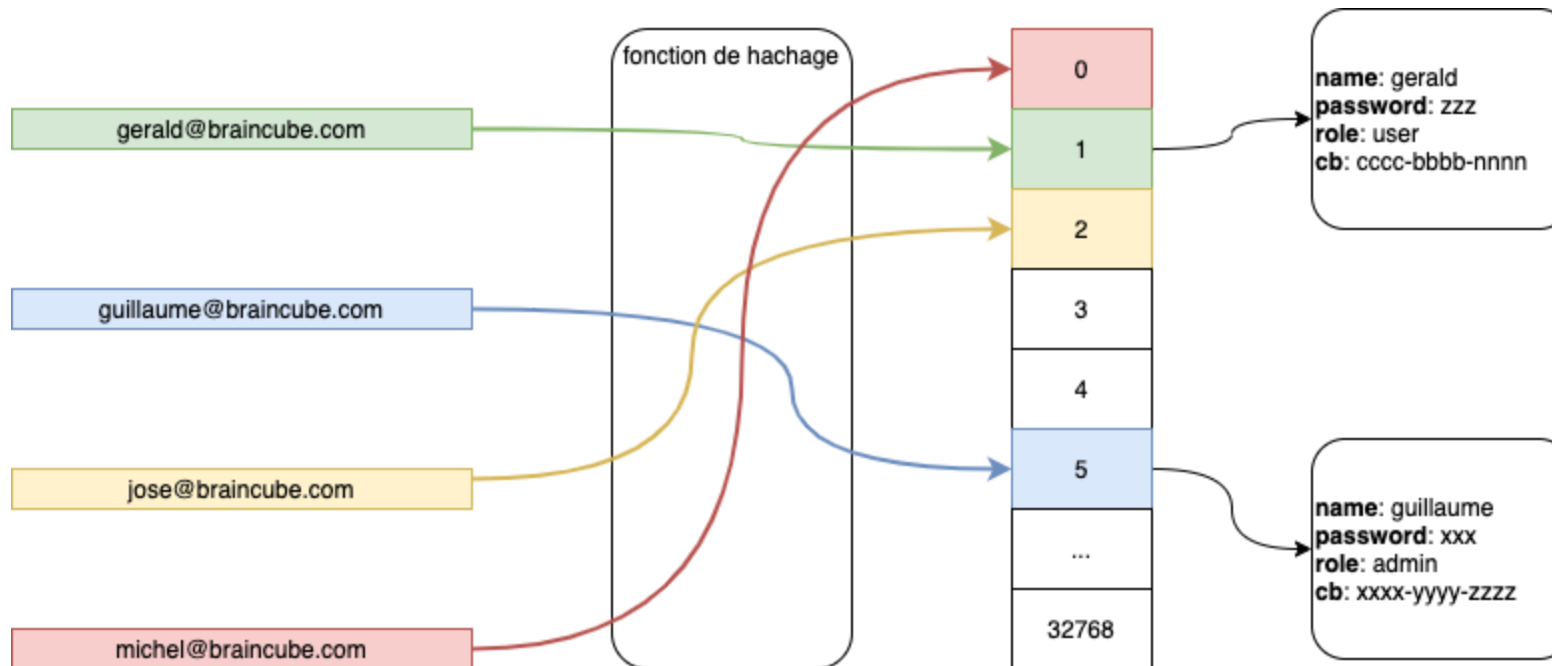 fonction de hachage
gerald@braincube.com
guillaume@braincube.com
jose@braincube.com
michel@braincube.com
0
1
2
3
4
5
...
32768
name: gerald
password: zzz
role: user
cb: cccc-bbbb-nnnn
name: guillaume
password: xxx
role: admin
cb: xxxx-yyyy-zzzz